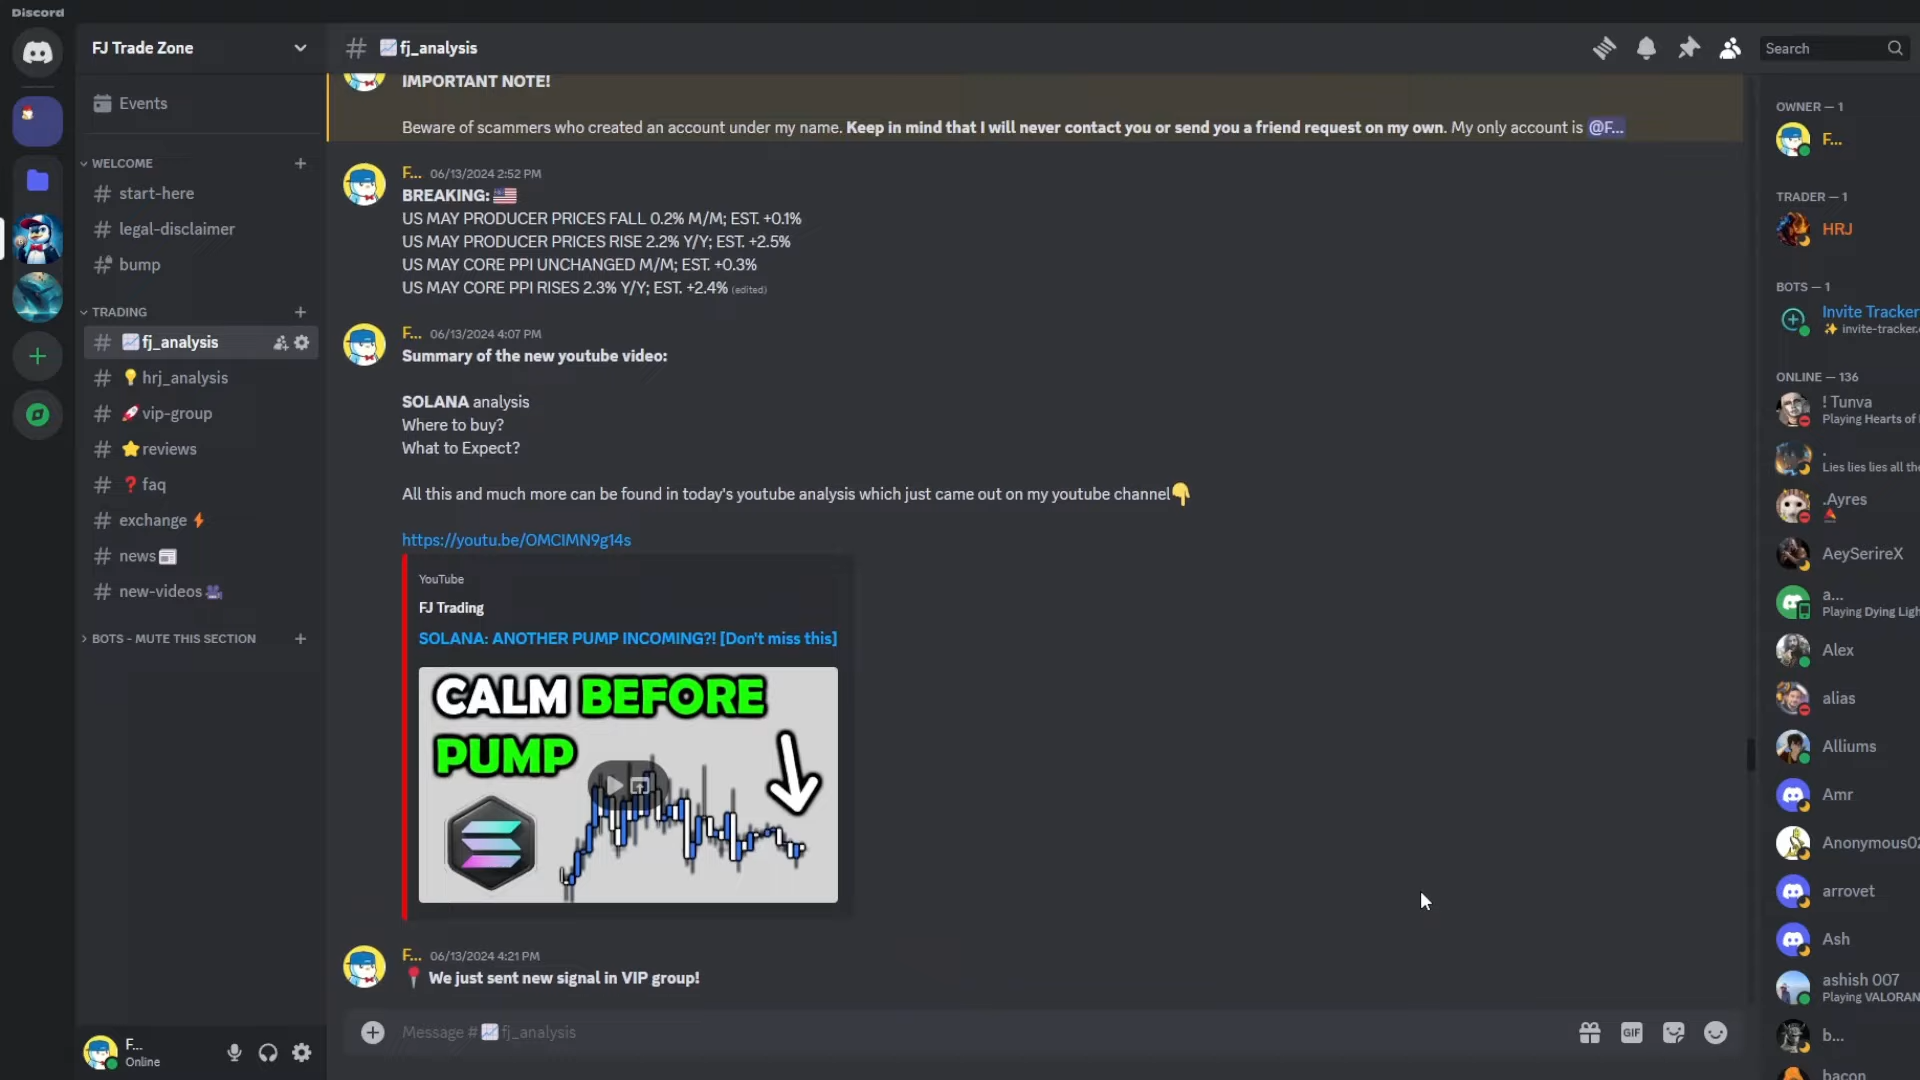 Discord
FJ Trade Zone
Events
WELCOME
start-here
legal-disclaimer
bump
TRADING
fj_analysis
hrj_analysis
vip-group
reviews
faq
exchange
news
new-videos
BOTS - MUTE THIS SECTION
F...
Online
fj_analysis
Search
IMPORTANT NOTE!
Beware of scammers who created an account under my name. Keep in mind that I will never contact you or send you a friend request on my own. My only account is @F...
F... 06/13/2024 2:52 PM
BREAKING:
US MAY PRODUCER PRICES FALL 0.2% M/M; EST. +0.1%
US MAY PRODUCER PRICES RISE 2.2% Y/Y; EST. +2.5%
US MAY CORE PPI UNCHANGED M/M; EST. +0.3%
US MAY CORE PPI RISES 2.3% Y/Y; EST. +2.4% (edited)
F... 06/13/2024 4:07 PM
Summary of the new youtube video:
SOLANA analysis
Where to buy?
What to Expect?
All this and much more can be found in today's youtube analysis which just came out on my youtube channel
https://youtu.be/OMCIMN9g14s
YouTube
FJ Trading
SOLANA: ANOTHER PUMP INCOMING?! [Don't miss this]
CALM BEFORE
PUMP
F... 06/13/2024 4:21 PM
We just sent new signal in VIP group!
Message # fj_analysis
GIF
OWNER — 1
F...
TRADER — 1
HRJ
BOTS — 1
Invite Tracker
invite-tracker.
ONLINE — 136
! Tunva
Playing Hearts of
.
Lies lies lies all
.Ayres
AeySerireX
a...
Playing Dying
Alex
alias
Alliums
Amr
arrovet
Ash
ashish 007
Playing
b...
bacon